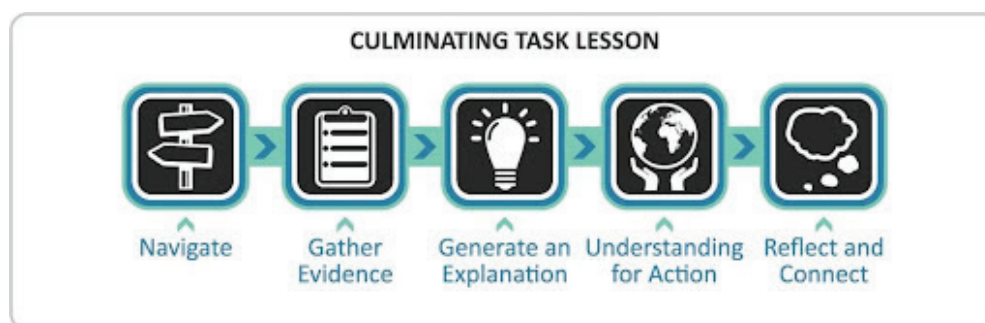 CULMINATING TASK LESSON
Navigate
Gather
Evidence
Generate an
Explanation
Understanding
for Action
Reflect and
Connect